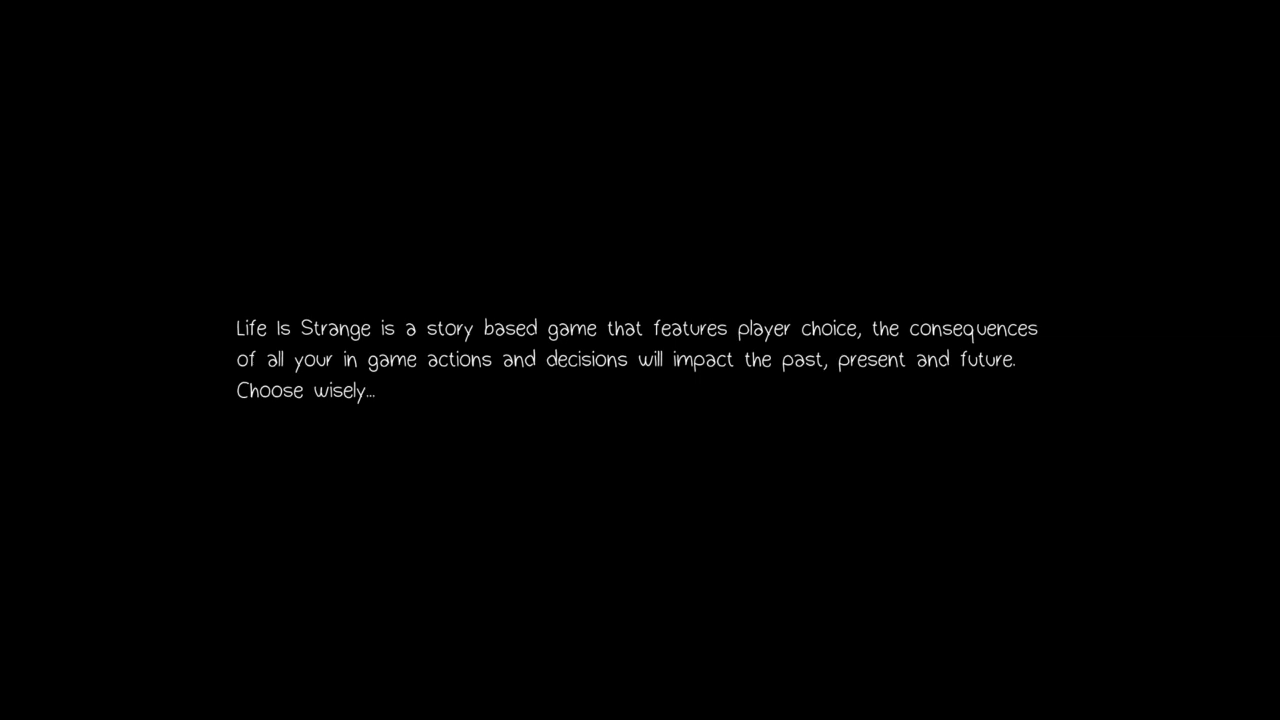 Life Is Strange is a story based game that features player choice, the consequences
of all your in game actions and decisions will impact the past, present and future.
Choose wisely...